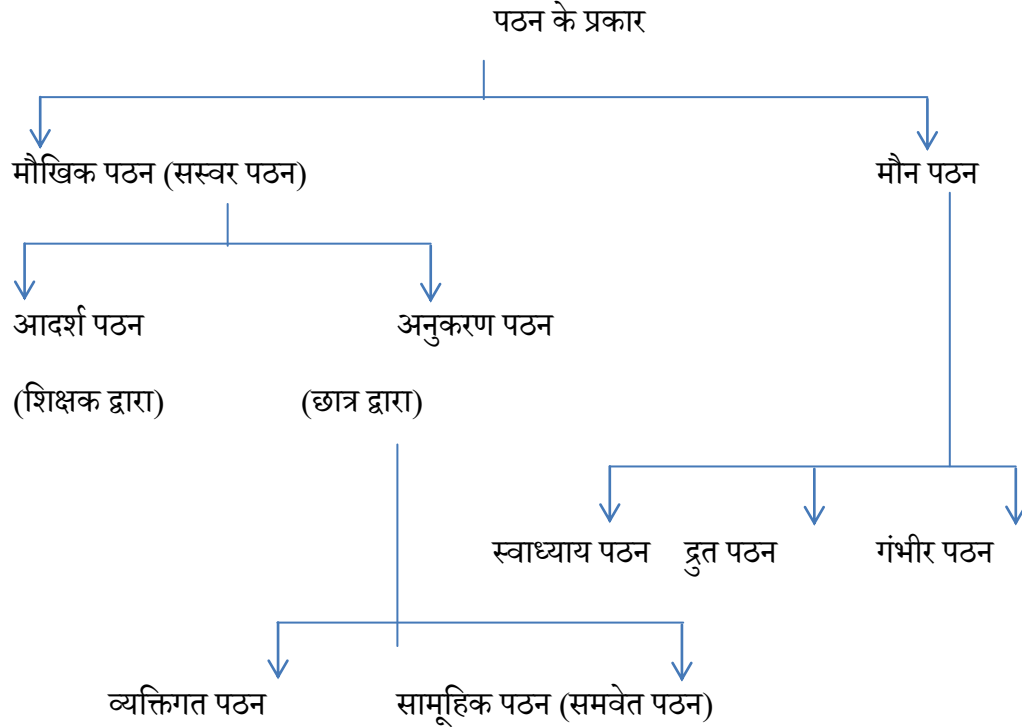 पठन के प्रकार
मौखिक पठन (सस्वर पठन) मौन पठन
आदर्श पठन अनुकरण पठन
(शिक्षक द्वारा) (छात्र द्वारा)
स्वाध्याय पठन द्रुत पठन गंभीर पठन
व्यक्तिगत पठन सामूहिक पठन (समवेत पठन)